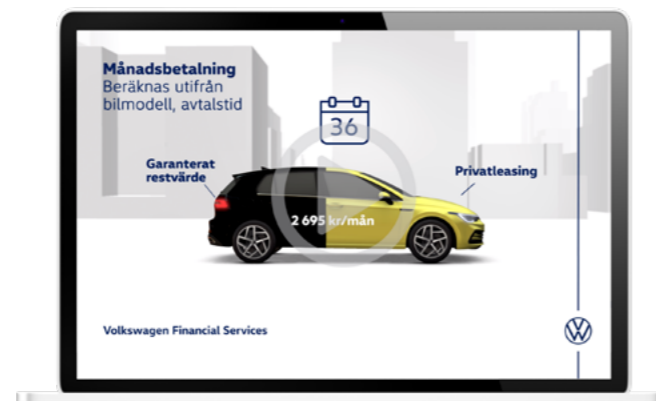 Månadsbetalning
Beräknas utifrån
bilmodell, avtalstid
36
Garanterat
restvärde
Privatleasing
2 695 kr/mån
Volkswagen Financial Services